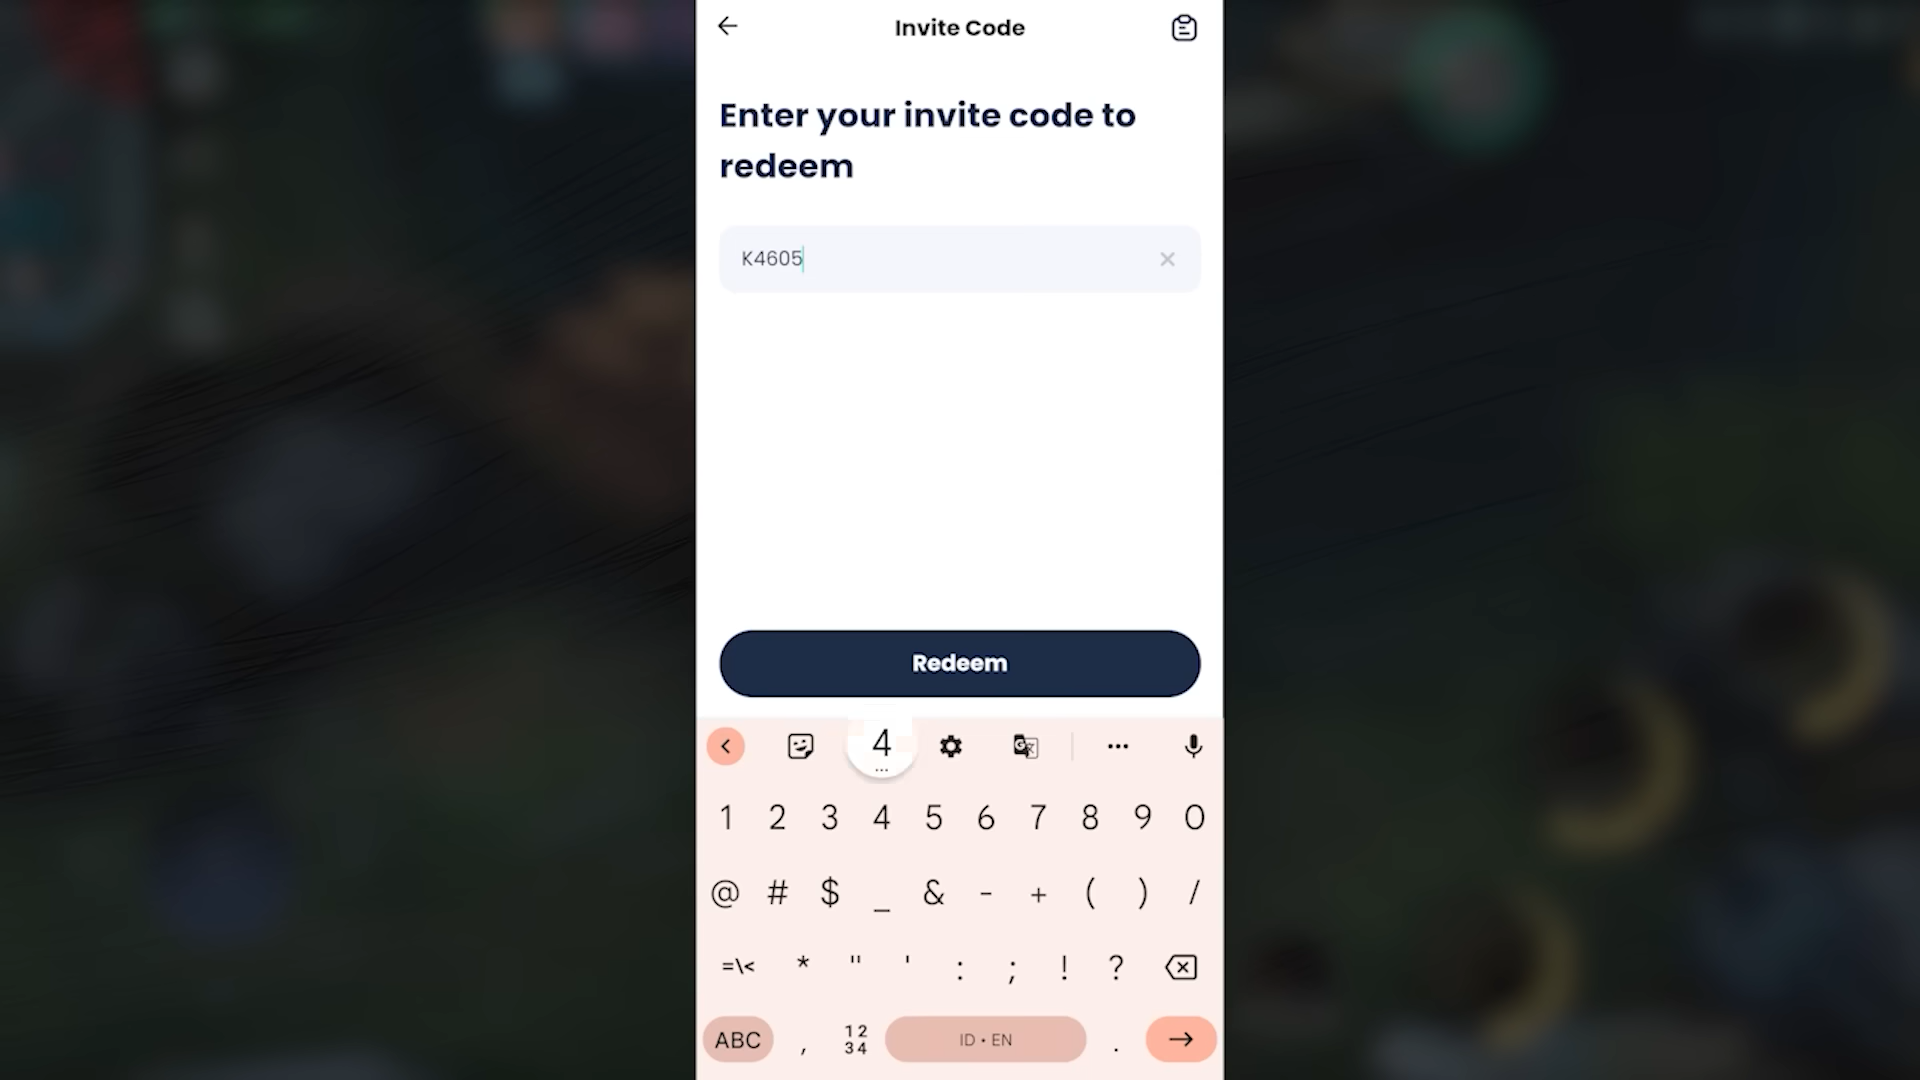 Invite Code
Enter your invite code to
redeem
K4605
Redeem
4
...
1 2 3 4 5 6 7 8 9 0
@ # $ _ & - + ( ) /
=\< * " ' : ; ! ?
ABC , 12 34 ID • EN .